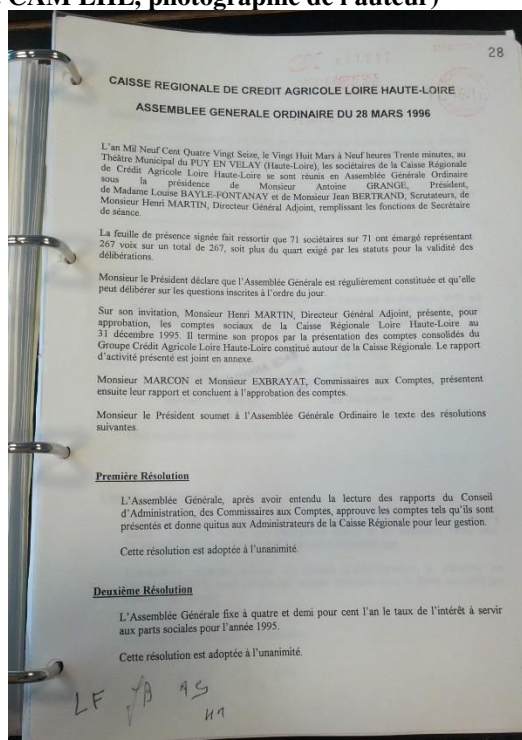 CAM LHL, photographie de l'auteur)
28
CAISSE REGIONALE DE CREDIT AGRICOLE LOIRE HAUTE-LOIRE
ASSEMBLEE GENERALE ORDINAIRE DU 28 MARS 1996
L'an Mil Neuf Cent Quatre Vingt Seize, le Vingt Huit Mars à Neuf heures Trente minutes, au
Théâtre Municipal du PUY EN VELAY (Haute-Loire), les sociétaires de la Caisse Régionale
de Crédit Agricole Loire Haute-Loire se sont réunis en Assemblée Générale Ordinaire
sous la présidence de Monsieur Antoine GRANGE, Président,
de Madame Louise BAYLE-FONTANAY et de Monsieur Jean BERTRAND, Scrutateurs, de
Monsieur Henri MARTIN, Directeur Général Adjoint, remplissant les fonctions de Secrétaire
de séance.
La feuille de présence signée fait ressortir que 71 sociétaires sur 71 ont émargé représentant
267 voix sur un total de 267, soit plus du quart exigé par les statuts pour la validité des
délibérations.
Monsieur le Président déclare que l'Assemblée Générale est régulièrement constituée et qu'elle
peut délibérer sur les questions inscrites à l'ordre du jour.
Sur son invitation, Monsieur Henri MARTIN, Directeur Général Adjoint, présente, pour
approbation, les comptes sociaux de la Caisse Régionale Loire Haute-Loire au
31 décembre 1995. Il termine son propos par la présentation des comptes consolidés du
Groupe Crédit Agricole Loire Haute-Loire constitué autour de la Caisse Régionale. Le rapport
d'activité présenté est joint en annexe.
Monsieur MARCON et Monsieur EXBRAYAT, Commissaires aux Comptes, présentent
ensuite leur rapport et concluent à l'approbation des comptes.
Monsieur le Président soumet à l'Assemblée Générale Ordinaire le texte des résolutions
suivantes.
Première Résolution
L'Assemblée Générale, après avoir entendu la lecture des rapports du Conseil
d'Administration, des Commissaires aux Comptes, approuve les comptes tels qu'ils sont
présentés et donne quitus aux Administrateurs de la Caisse Régionale pour leur gestion.
Cette résolution est adoptée à l'unanimité.
Deuxième Résolution
L'Assemblée Générale fixe à quatre et demi pour cent l'an le taux de l'intérêt à servir
aux parts sociales pour l'année 1995.
Cette résolution est adoptée à l'unanimité.
LF JB AS